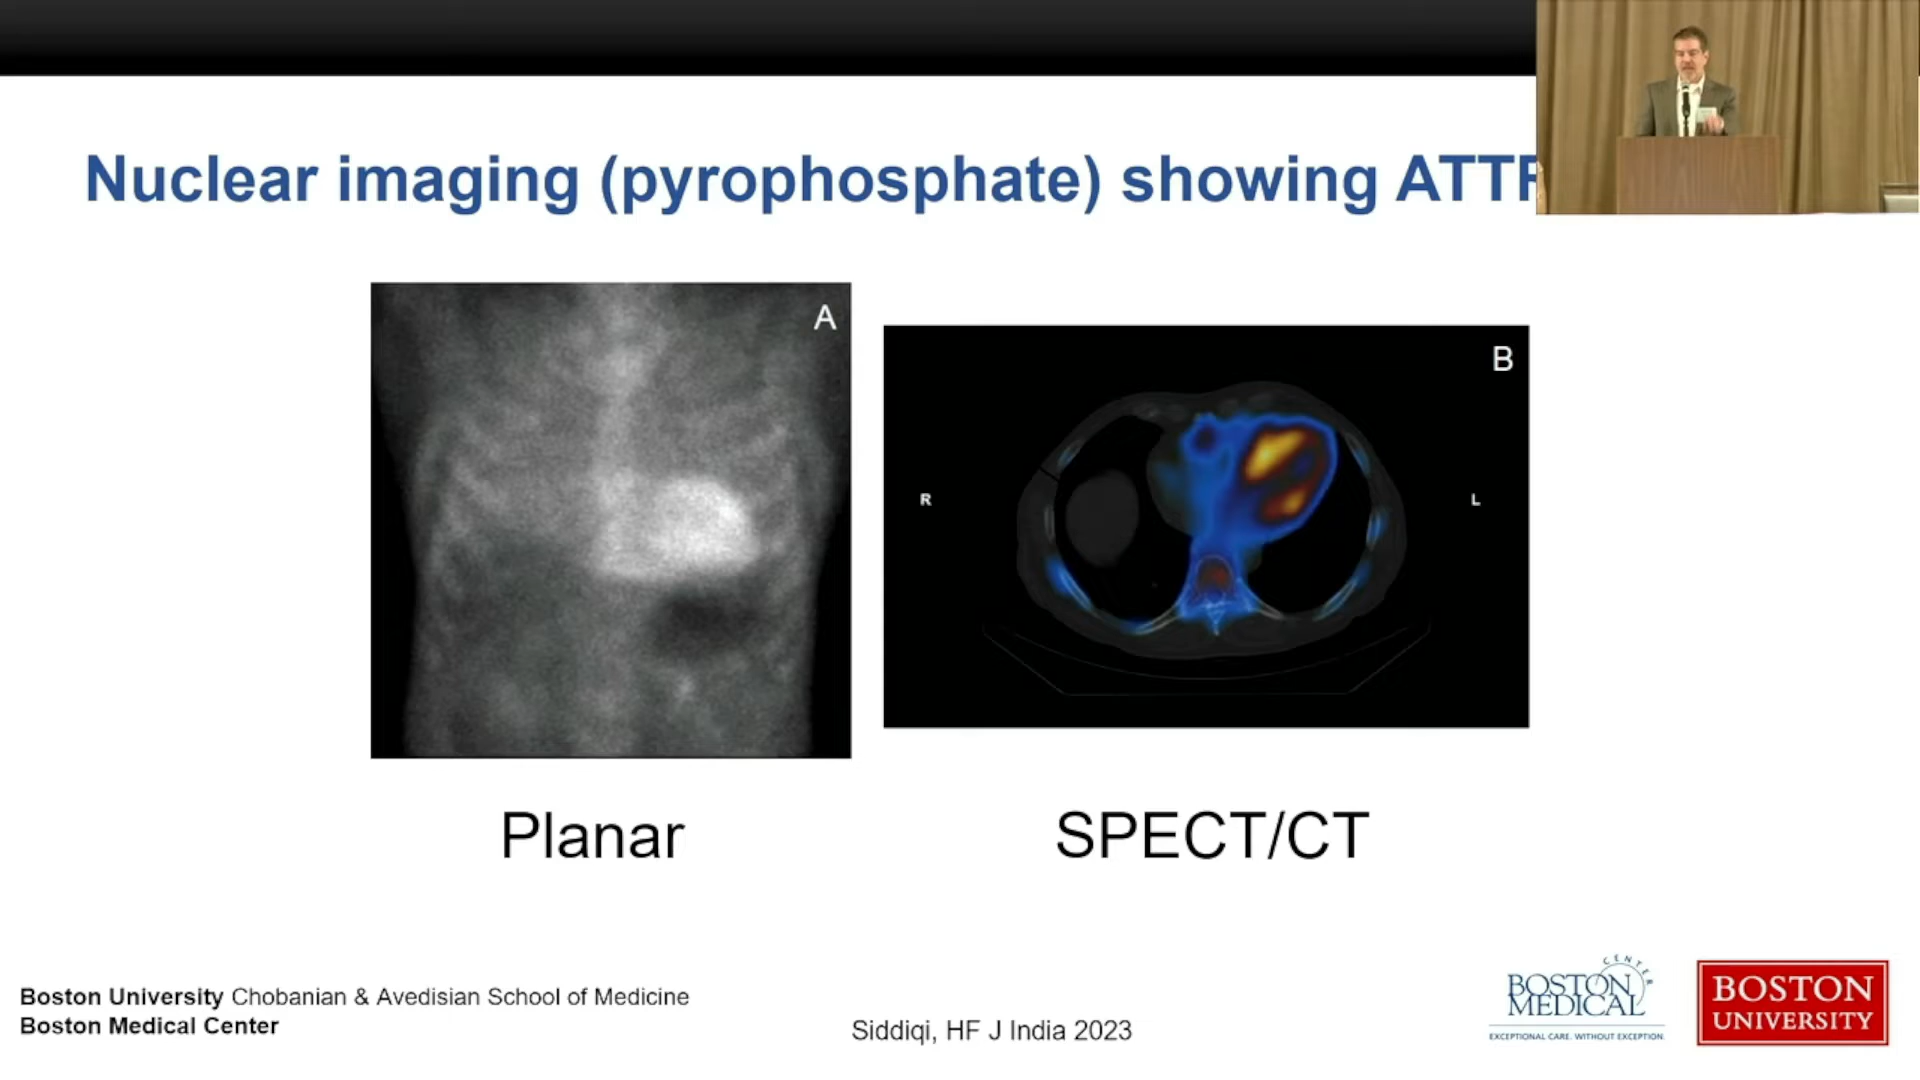 Nuclear imaging (pyrophosphate) showing ATTR
A
B
R
L
Planar
SPECT/CT
Boston University Chobanian & Avedisian School of Medicine
Boston Medical Center
Siddiqi, HF J India 2023
BOSTON
MEDICAL
CENTER
EXCEPTIONAL CARE. WITHOUT EXCEPTION.
BOSTON
UNIVERSITY